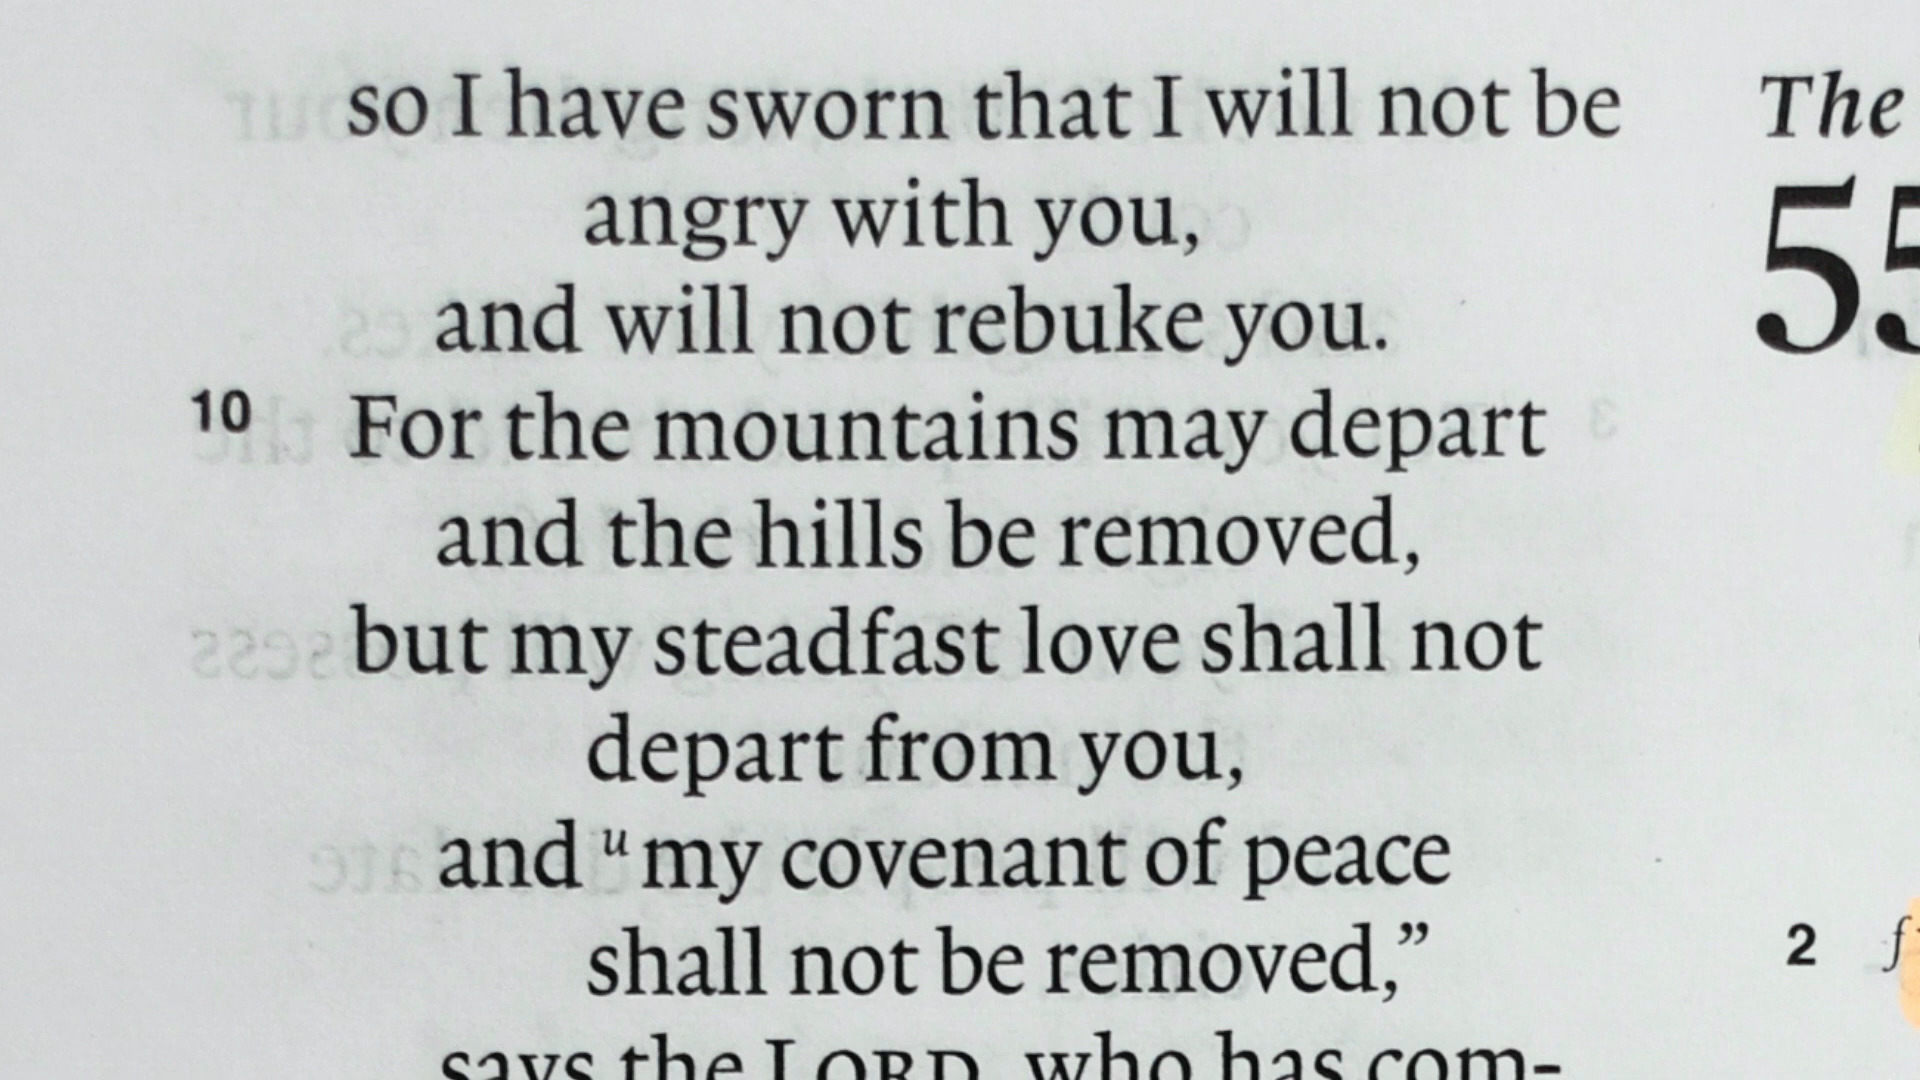 so I have sworn that I will not be
angry with you,
and will not rebuke you.
10 For the mountains may depart
and the hills be removed,
but my steadfast love shall not
depart from you,
and u my covenant of peace
shall not be removed,”
says the LORD, who has com-
The
55
2 f